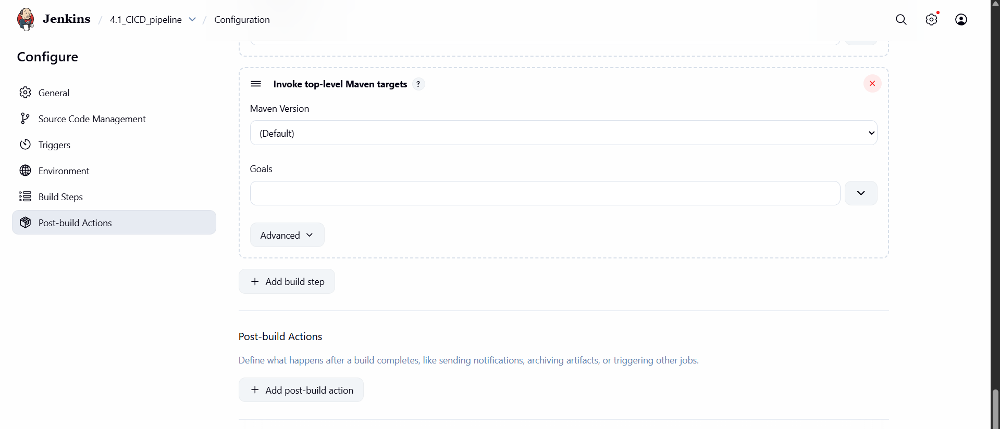 Jenkins / 4.1_CICD_pipeline / Configuration
Configure
General
Source Code Management
Triggers
Environment
Build Steps
Post-build Actions
Invoke top-level Maven targets ?
Maven Version
(Default)
Goals
Advanced
+ Add build step
Post-build Actions
Define what happens after a build completes, like sending notifications, archiving artifacts, or triggering other jobs.
+ Add post-build action